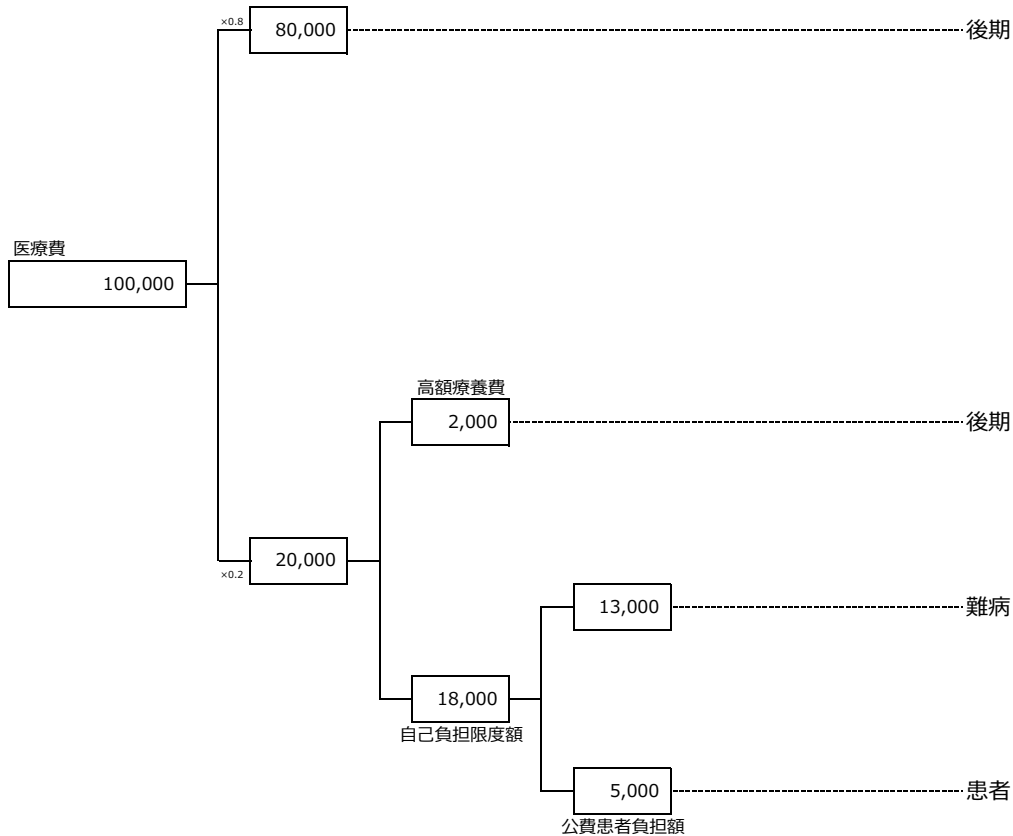 ×0.8
80,000
後期
医療費
100,000
高額療養費
2,000
後期
20,000
×0.2
13,000
難病
18,000
自己負担限度額
5,000
患者
公費患者負担額